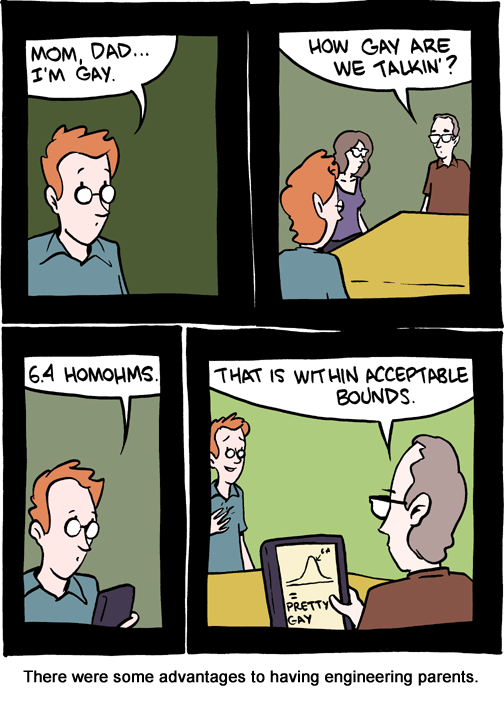 MOM, DAD...
I'M GAY.
HOW GAY ARE
WE TALKIN'?
6.4 HOMOHMS.
THAT IS WITHIN ACCEPTABLE
BOUNDS.
=
PRETTY
GAY
There were some advantages to having engineering parents.